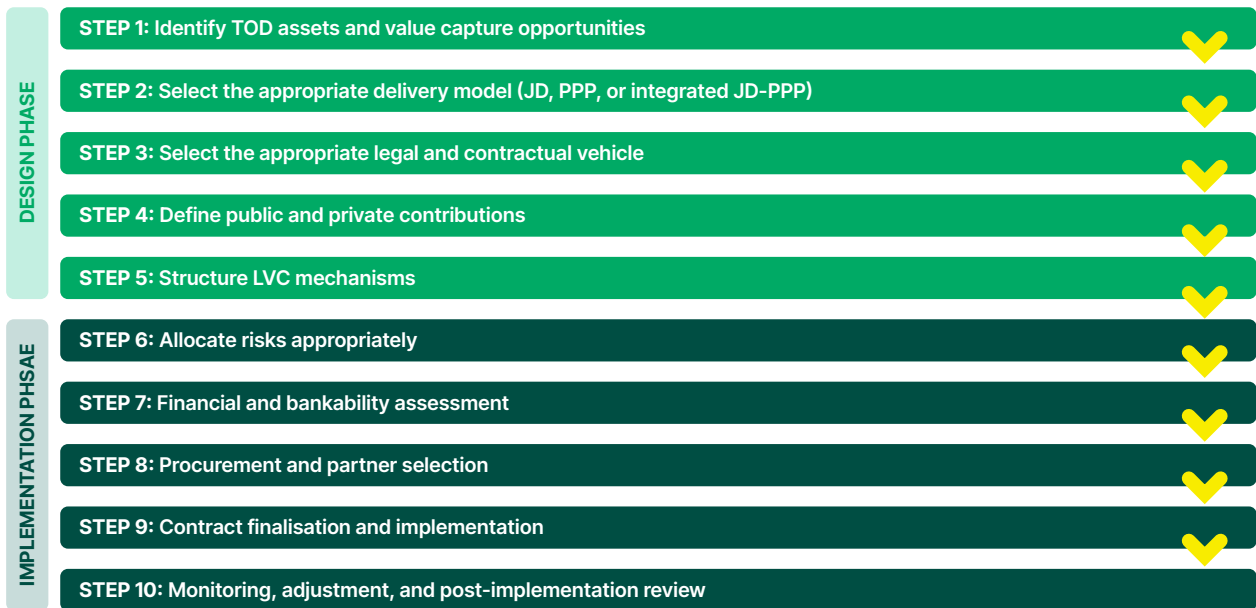 DESIGN PHASE
STEP 1: Identify TOD assets and value capture opportunities
STEP 2: Select the appropriate delivery model (JD, PPP, or integrated JD-PPP)
STEP 3: Select the appropriate legal and contractual vehicle
STEP 4: Define public and private contributions
STEP 5: Structure LVC mechanisms
IMPLEMENTATION PHSAE
STEP 6: Allocate risks appropriately
STEP 7: Financial and bankability assessment
STEP 8: Procurement and partner selection
STEP 9: Contract finalisation and implementation
STEP 10: Monitoring, adjustment, and post-implementation review